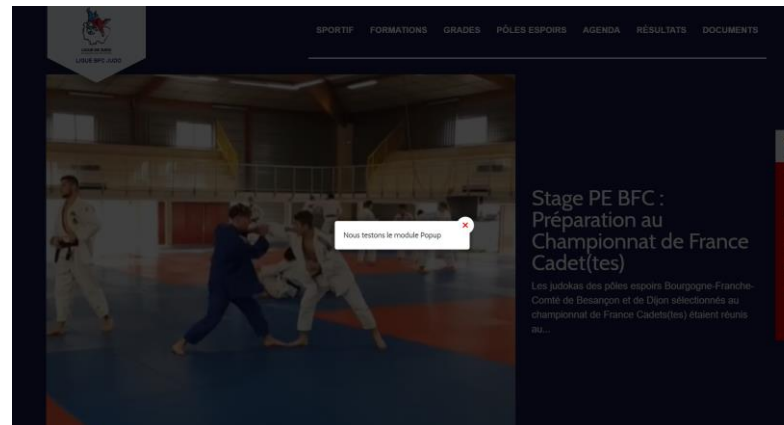 LIGUE BFC JUDO
SPORTIF FORMATIONS GRADES PÔLES ESPOIRS AGENDA RÉSULTATS DOCUMENTS
Nous testons le module Popup
Stage PE BFC :
Préparation au
Championnat de France
Cadet(tes)
Les judokas des pôles espoirs Bourgogne-Franche-
Comté de Besançon et de Dijon sélectionnés au
championnat de France Cadets(tes) étaient réunis
au...